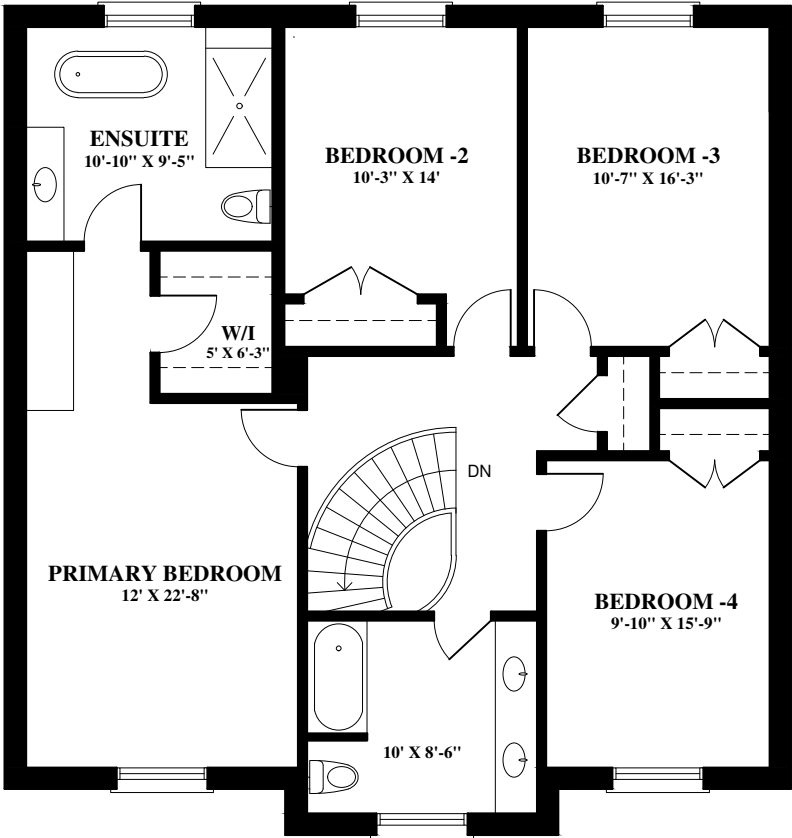 ENSUITE
10'-10" X 9'-5"
BEDROOM -2
10'-3" X 14'
BEDROOM -3
10'-7" X 16'-3"
W/I
5' X 6'-3"
DN
PRIMARY BEDROOM
12' X 22'-8"
BEDROOM -4
9'-10" X 15'-9"
10' X 8'-6"